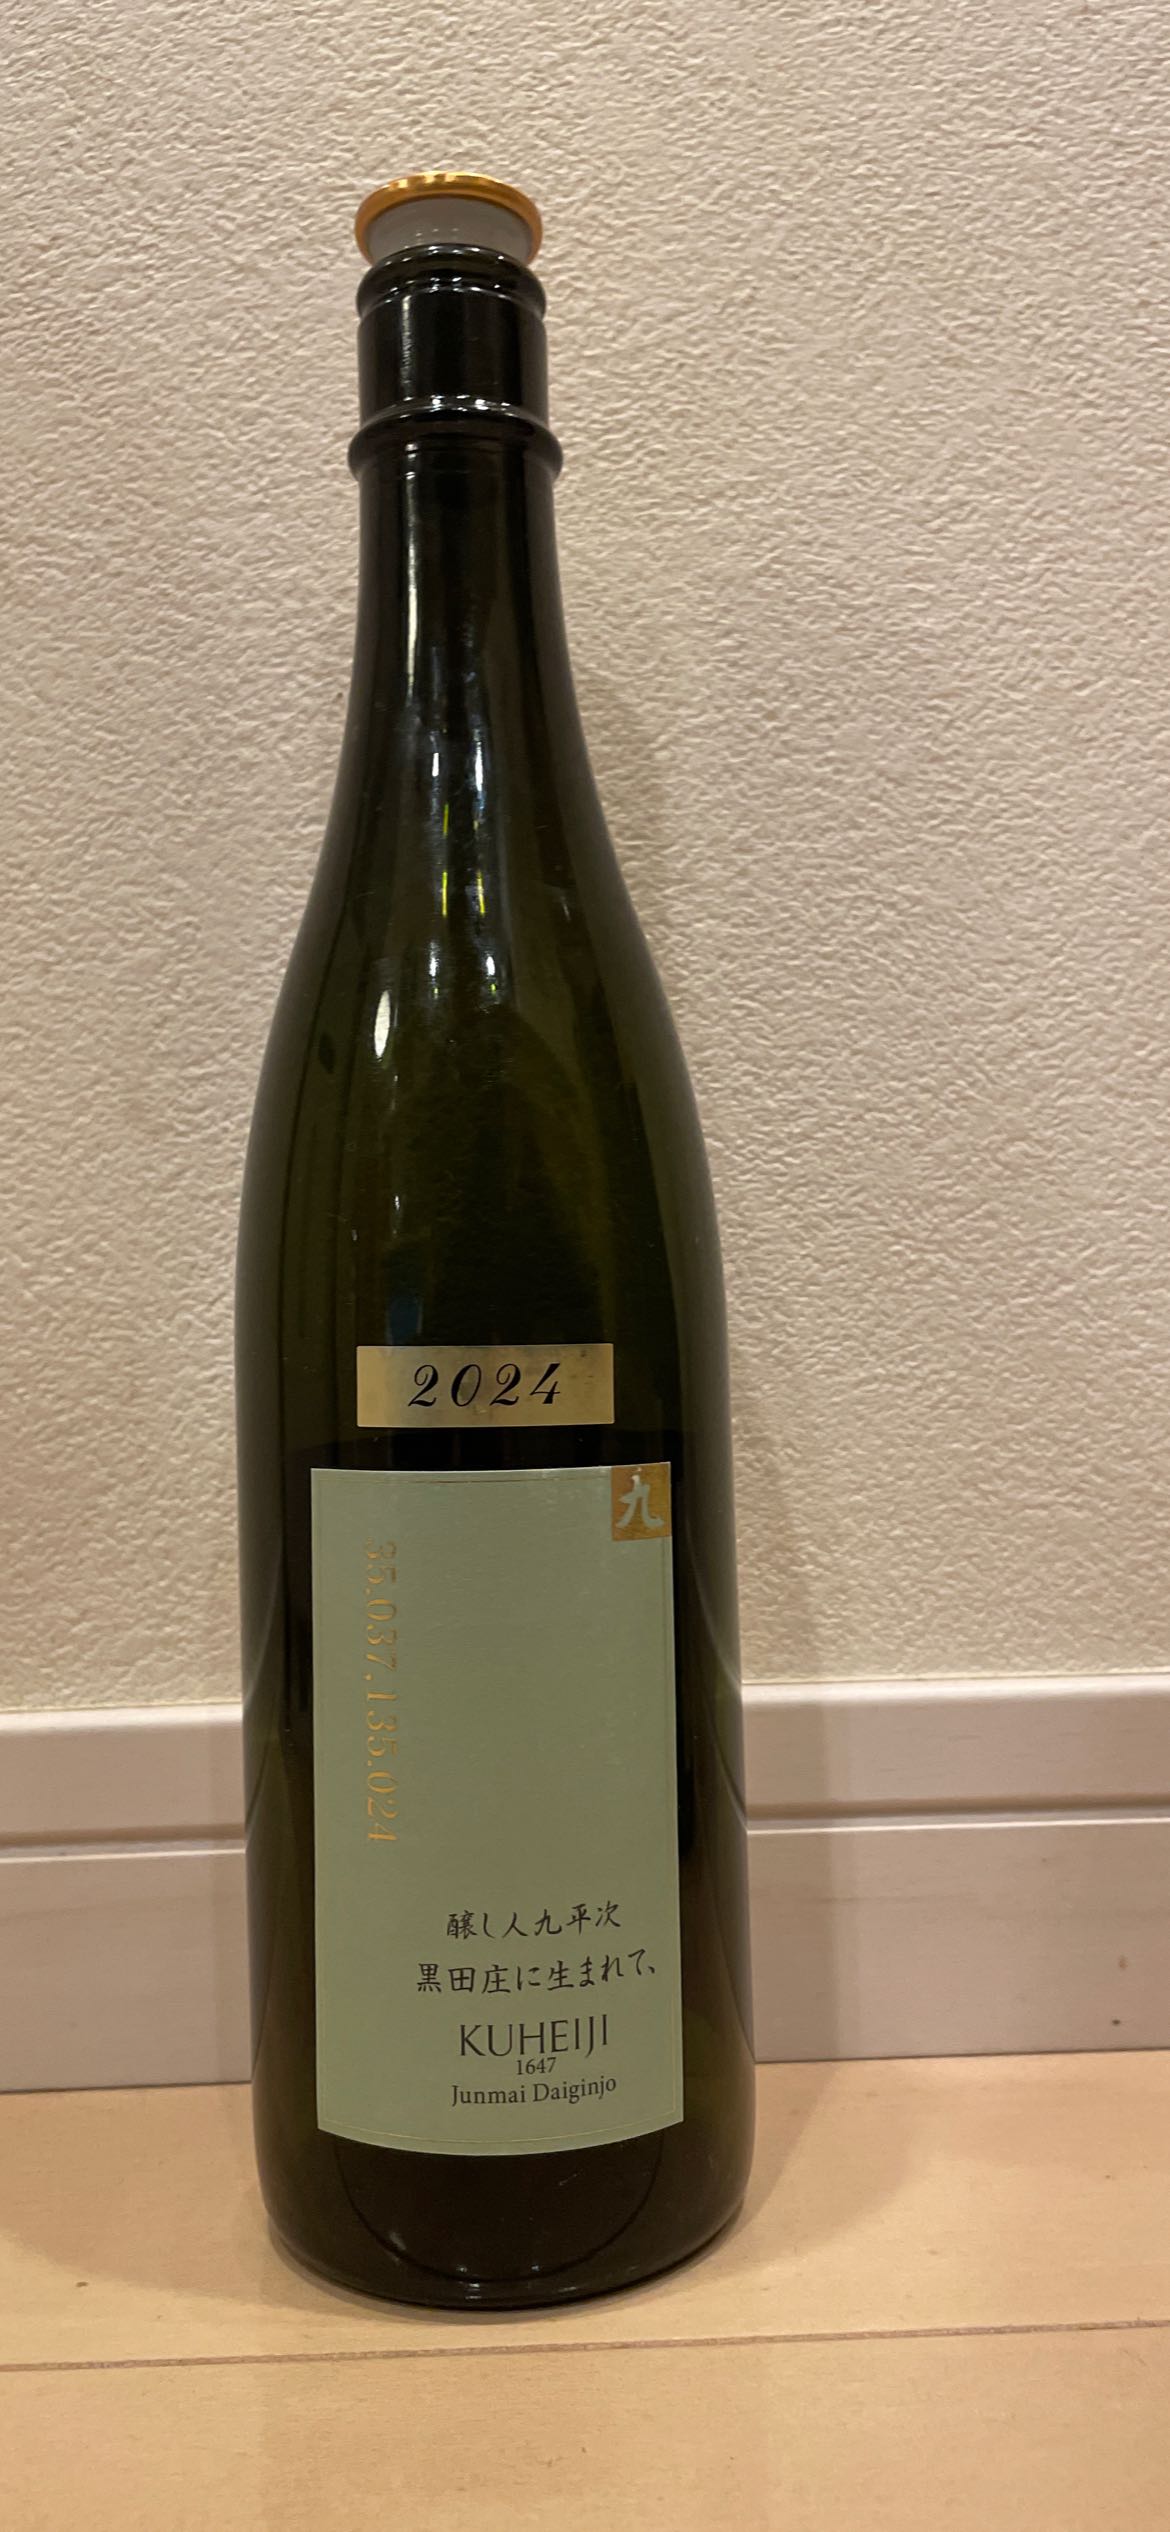 2024
九
35.037.135.024
醸し人九平次
黒田庄に生まれて、
KUHEIJI
1647
Junmai Daiginjo